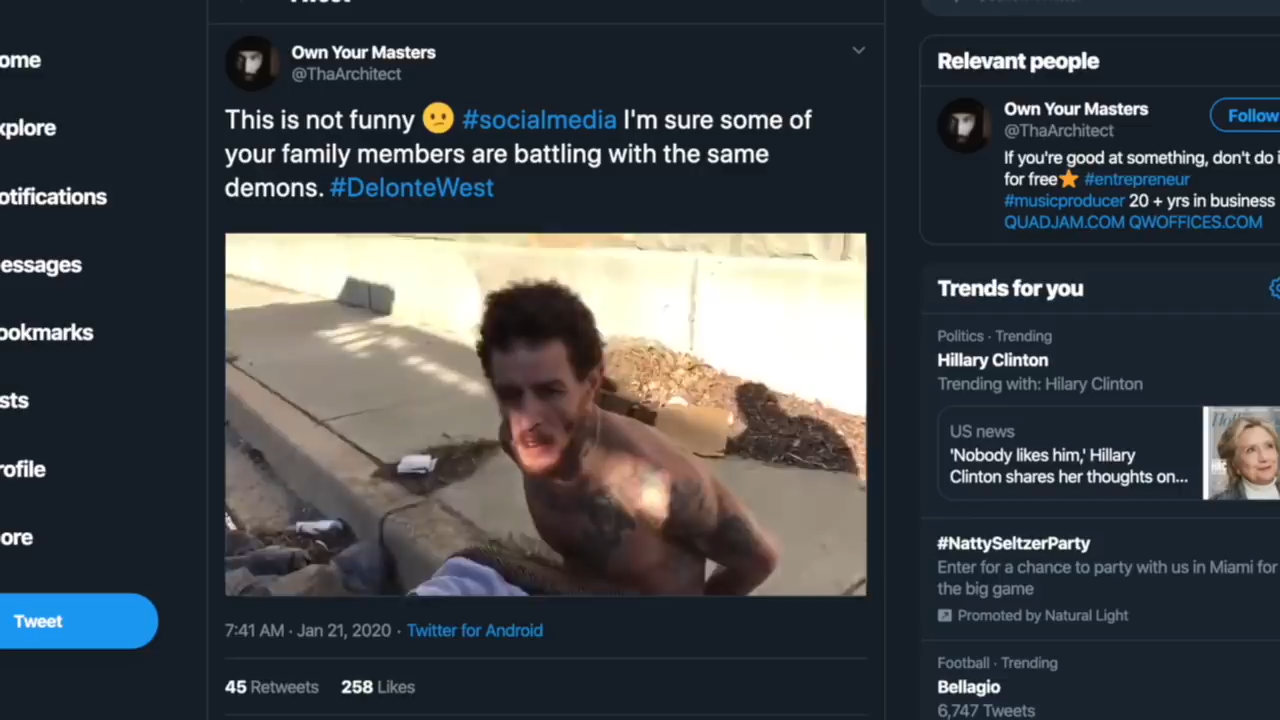 ome
xplore
otifications
essages
ookmarks
sts
rofile
ore
Tweet
Own Your Masters
@ThaArchitect
This is not funny 😕 #socialmedia I'm sure some of
your family members are battling with the same
demons. #DelonteWest
7:41 AM · Jan 21, 2020 · Twitter for Android
45 Retweets 258 Likes
Relevant people
Own Your Masters
@ThaArchitect
Follow
If you're good at something, don't do i
for free⭐ #entrepreneur
#musicproducer 20 + yrs in business
QUADJAM.COM QWOFFICES.COM
Trends for you
Politics · Trending
Hillary Clinton
Trending with: Hilary Clinton
US news
'Nobody likes him,' Hillary
Clinton shares her thoughts on...
#NattySeltzerParty
Enter for a chance to party with us in Miami for
the big game
Promoted by Natural Light
Football · Trending
Bellagio
6,747 Tweets